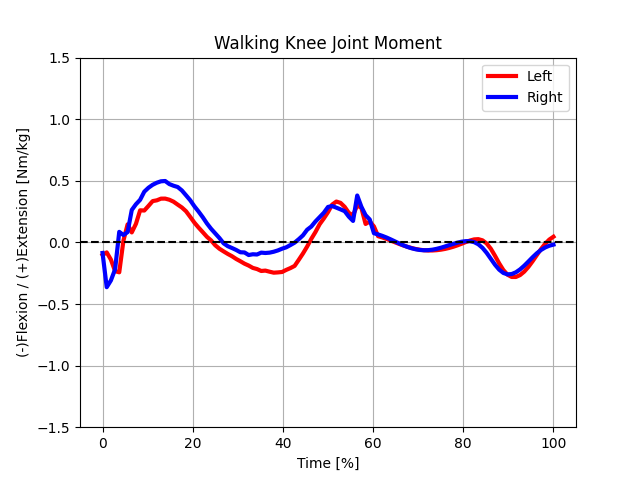 Walking Knee Joint Moment
Left
Right
(-)Flexion / (+)Extension [Nm/kg]
1.5
1.0
0.5
0.0
−0.5
−1.0
−1.5
0 20 40 60 80 100
Time [%]